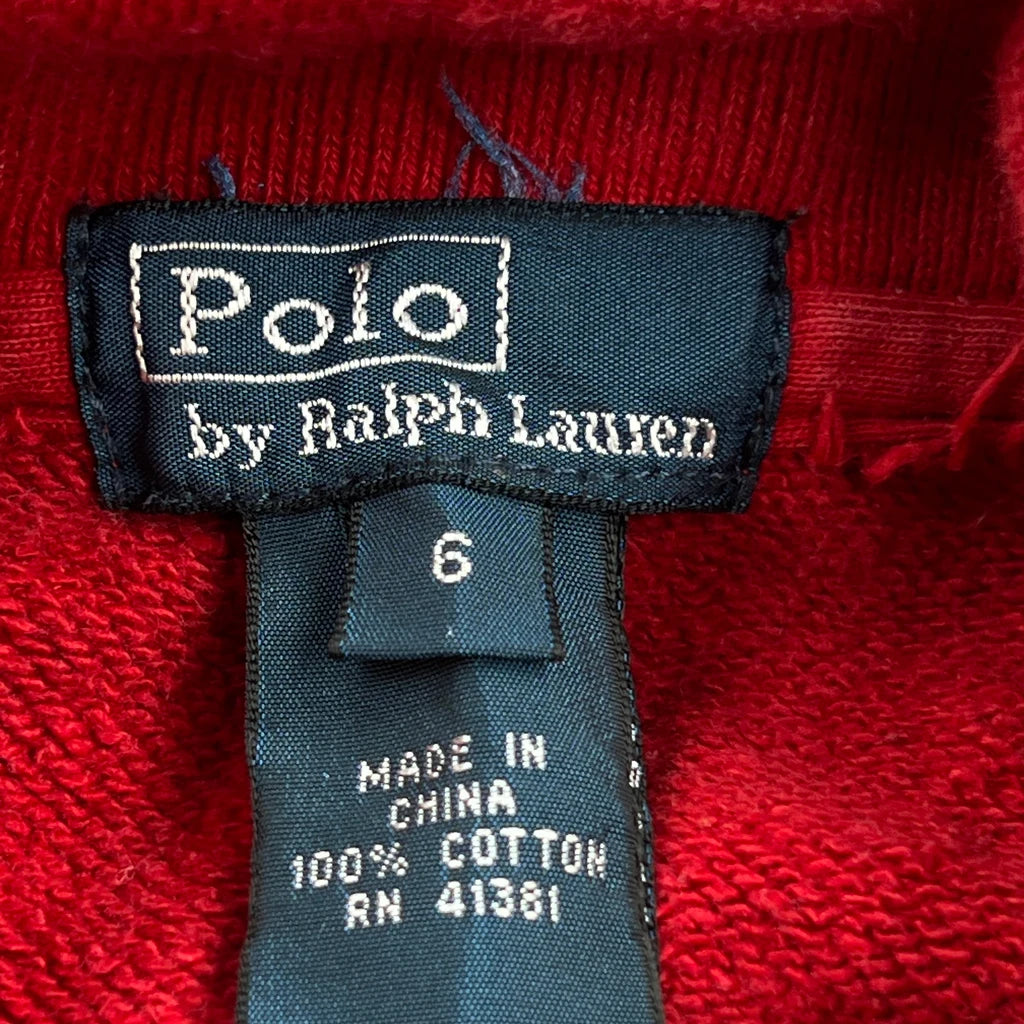 Polo
by Ralph Lauren
6
MADE IN
CHINA
100% COTTON
RN 41381